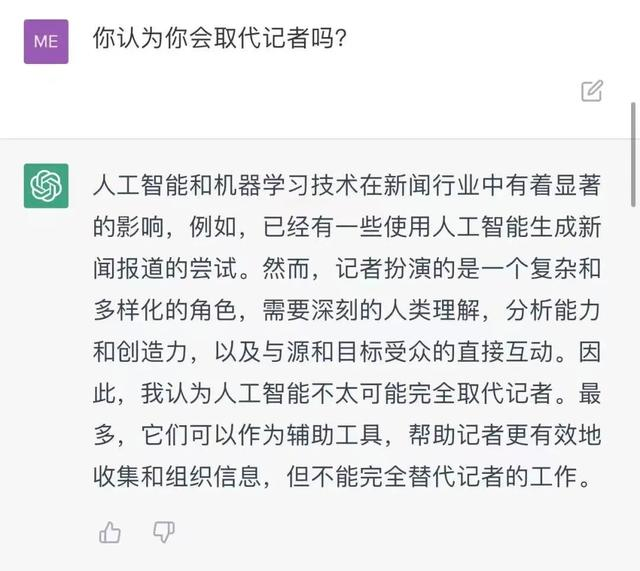 ME
你认为你会取代记者吗?
人工智能和机器学习技术在新闻行业中有着显著
的影响，例如，已经有一些使用人工智能生成新
闻报道的尝试。然而，记者扮演的是一个复杂和
多样化的角色，需要深刻的人类理解，分析能力
和创造力，以及与源和目标受众的直接互动。因
此，我认为人工智能不太可能完全取代记者。最
多，它们可以作为辅助工具，帮助记者更有效地
收集和组织信息，但不能完全替代记者的工作。